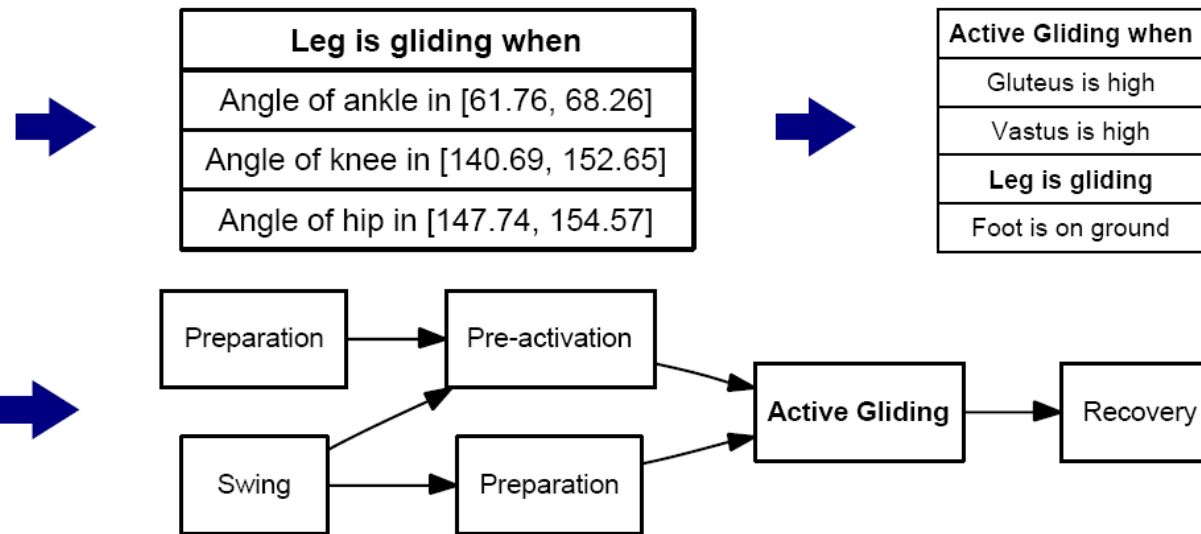 Leg is gliding when
Angle of ankle in [61.76, 68.26]
Angle of knee in [140.69, 152.65]
Angle of hip in [147.74, 154.57]
Active Gliding when
Gluteus is high
Vastus is high
Leg is gliding
Foot is on ground
Preparation
Pre-activation
Swing
Preparation
Active Gliding
Recovery